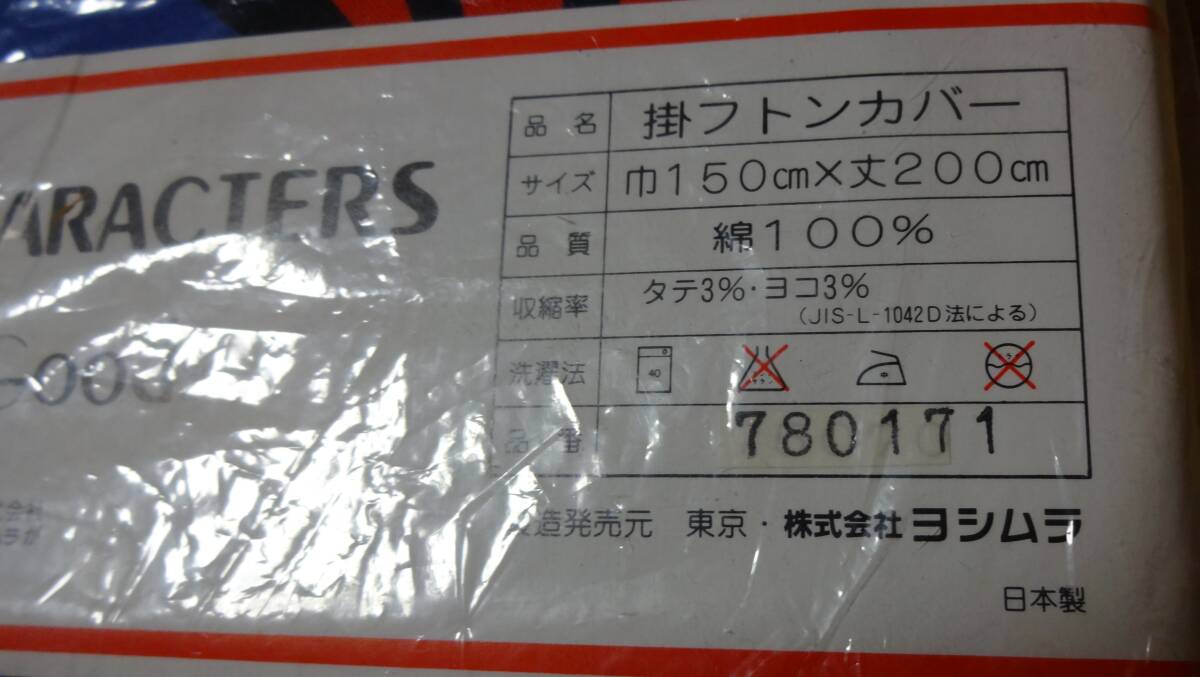 ARACTERS
Good
品名 掛フトンカバー
サイズ 巾150cm×丈200cm
品質 綿100%
収縮率 タテ3%・ヨコ3%
(JIS-L-1042D法による)
洗濯法 40 中
品番 780171
造発売元 東京・株式会社ヨシムラ
日本製